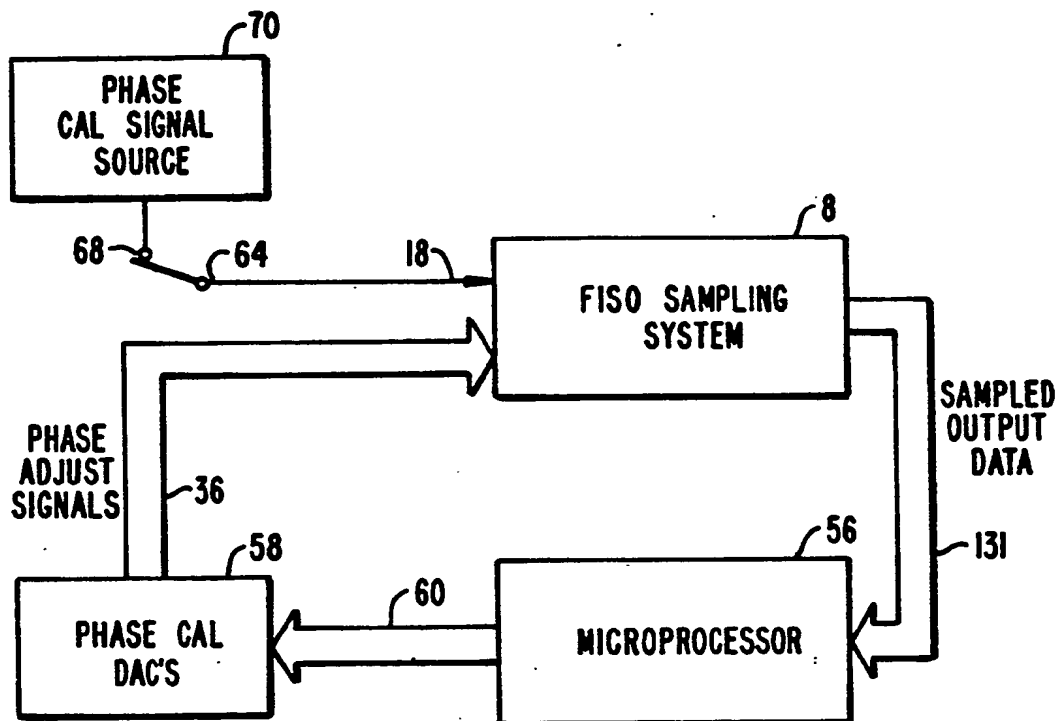 70
PHASE
CAL SIGNAL
SOURCE
68
64
18
8
FISO SAMPLING
SYSTEM
SAMPLED
OUTPUT
DATA
131
PHASE
ADJUST
SIGNALS
36
58
PHASE CAL
DAC'S
60
56
MICROPROCESSOR